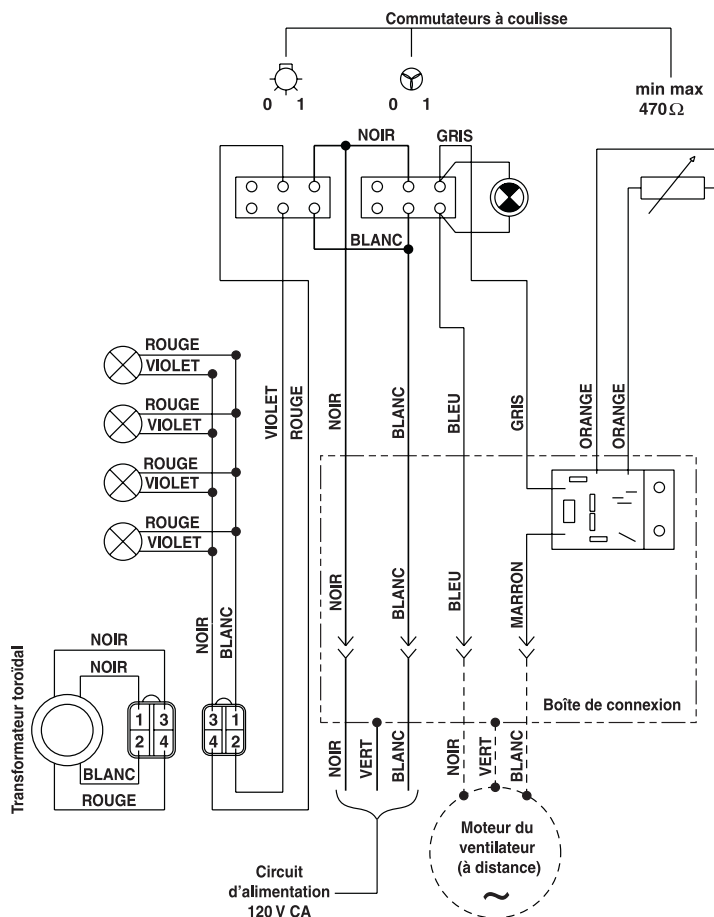 Commutateurs à coulisse
0 1
0 1
min max
470Ω
NOIR
GRIS
BLANC
ROUGE
VIOLET
ROUGE
VIOLET
ROUGE
VIOLET
ROUGE
VIOLET
VIOLET
ROUGE
NOIR
BLANC
BLEU
GRIS
ORANGE
ORANGE
NOIR
BLANC
NOIR
BLANC
BLEU
MARRON
Boîte de connexion
Transformateur toroïdal
NOIR
NOIR
1 3
2 4
BLANC
ROUGE
3 1
4 2
NOIR
VERT
BLANC
NOIR
VERT
BLANC
Circuit
d'alimentation
120 V CA
Moteur du
ventilateur
(à distance)
~